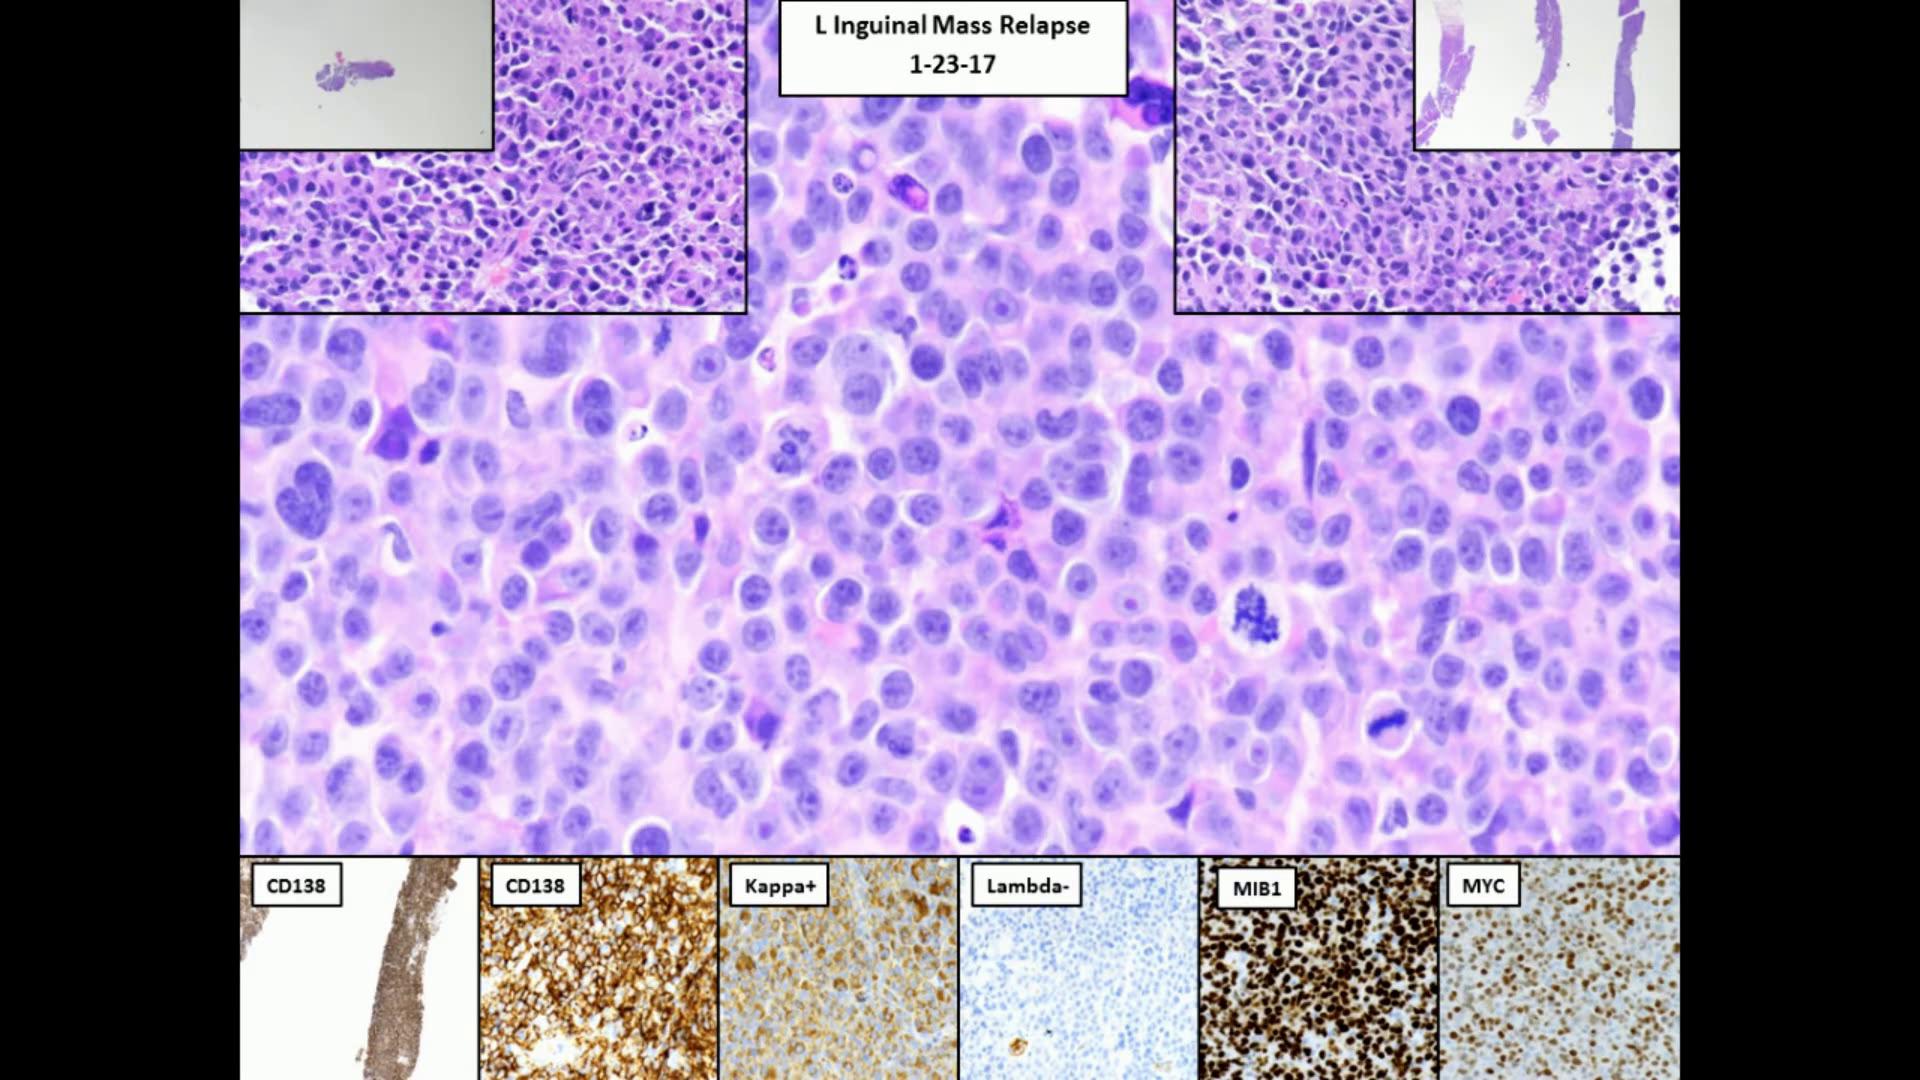 L Inguinal Mass Relapse
1-23-17
CD138
CD138
Kappa+
Lambda-
MIB1
MYC